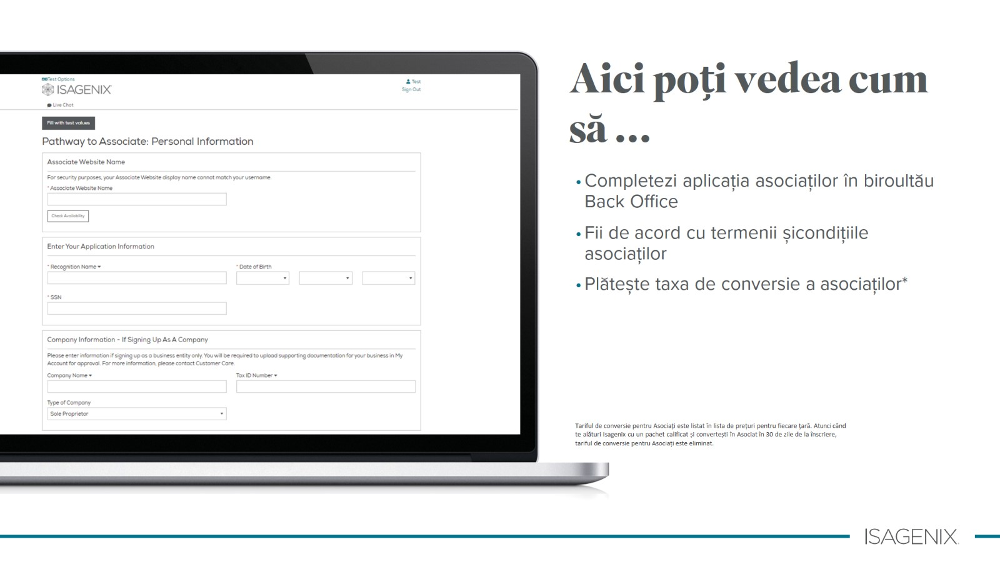 Test Options
ISAGENIX
Test
Sign Out
Live Chat
Fill with test values
Pathway to Associate: Personal Information
Associate Website Name
For security purposes, your Associate Website display name cannot match your username.
* Associate Website Name
Check Availability
Enter Your Application Information
* Recognition Name
* Date of Birth
* SSN
Company Information - If Signing Up As A Company
Please enter information if signing up as a business entity only. You will be required to upload supporting documentation for your business in My
Account for approval. For more information, please contact Customer Care.
Company Name
Tax ID Number
Type of Company
Sole Proprietor
Aici poți vedea cum
să ...
• Completezi aplicația asociaților în biroultău
Back Office
• Fii de acord cu termenii șicondițiile
asociaților
• Plătește taxa de conversie a asociaților*
Tariful de conversie pentru Asociați este listat în lista de prețuri pentru fiecare țară. Atunci când
te alături Isagenix cu un pachet calificat și convertești în Asociat în 30 de zile de la înscriere,
tariful de conversie pentru Asociați este eliminat.
ISAGENIX